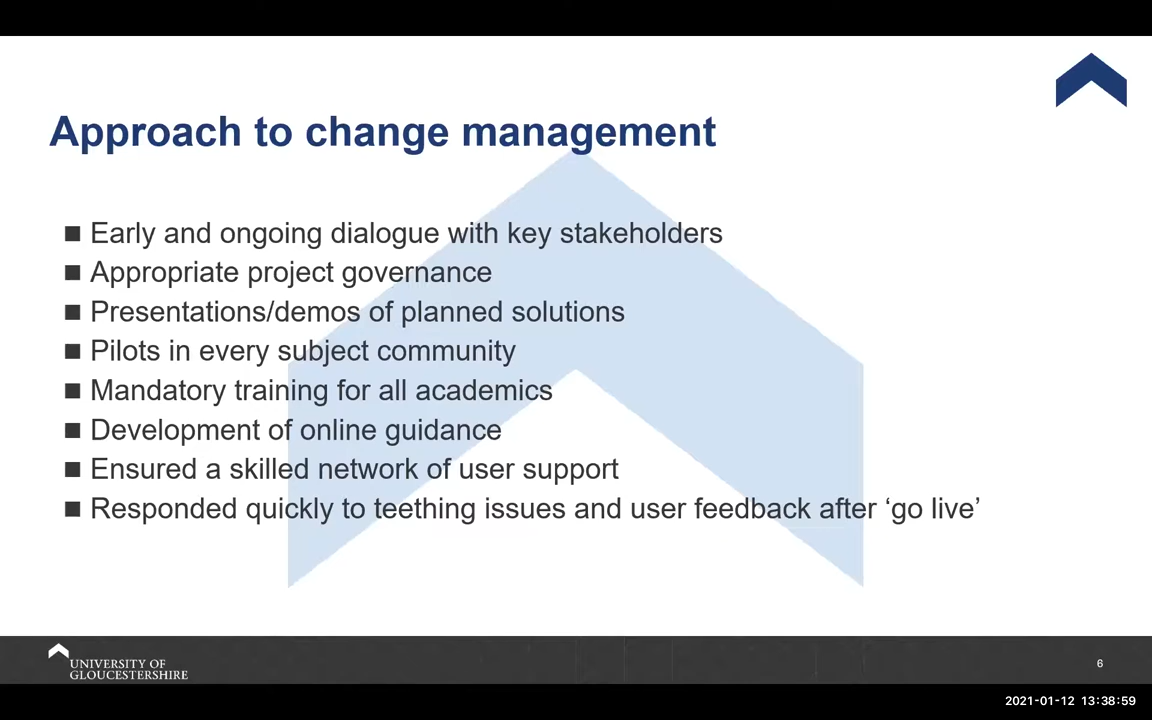 Approach to change management
■ Early and ongoing dialogue with key stakeholders
■ Appropriate project governance
■ Presentations/demos of planned solutions
■ Pilots in every subject community
■ Mandatory training for all academics
■ Development of online guidance
■ Ensured a skilled network of user support
■ Responded quickly to teething issues and user feedback after ‘go live’
UNIVERSITY OF
GLOUCESTERSHIRE
6
2021-01-12 13:38:59